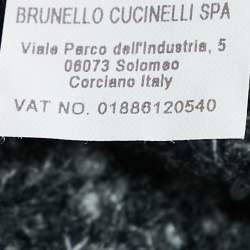 BRUNELLO CUCINELLI SPA
Viale Parco dell'Industria, 5
06073 Solomeo
Corciano Italy
VAT NO. 01886120540